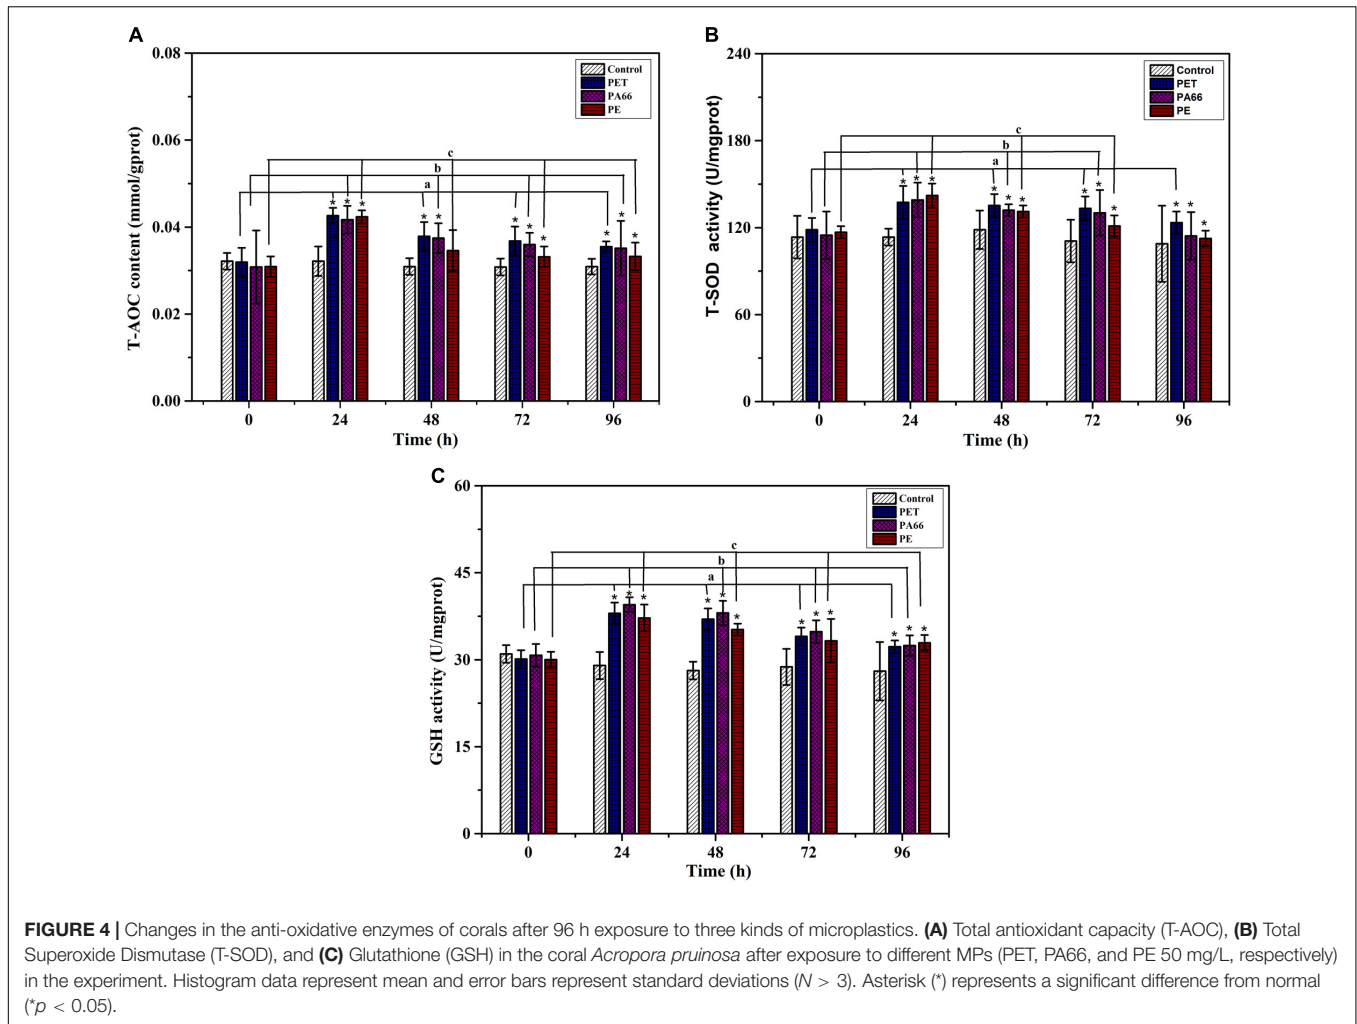 A
T-AOC content (mmol/gprot)
0.08
0.06
0.04
0.02
0.00
Control
PET
PA66
PE
c
b
a
* * *
* *
* * *
* * *
0 24 48 72 96
Time (h)
B
T-SOD activity (U/mgprot)
240
180
120
60
0
Control
PET
PA66
PE
c
b
a
* * *
* * *
* * *
* * *
0 24 48 72 96
Time (h)
C
GSH activity (U/mgprot)
60
45
30
15
0
Control
PET
PA66
PE
c
b
a
* * *
* * *
* * *
* * *
0 24 48 72 96
Time (h)
FIGURE 4 | Changes in the anti-oxidative enzymes of corals after 96 h exposure to three kinds of microplastics. (A) Total antioxidant capacity (T-AOC), (B) Total
Superoxide Dismutase (T-SOD), and (C) Glutathione (GSH) in the coral Acropora pruinosa after exposure to different MPs (PET, PA66, and PE 50 mg/L, respectively)
in the experiment. Histogram data represent mean and error bars represent standard deviations (N > 3). Asterisk (*) represents a significant difference from normal
(*p < 0.05).